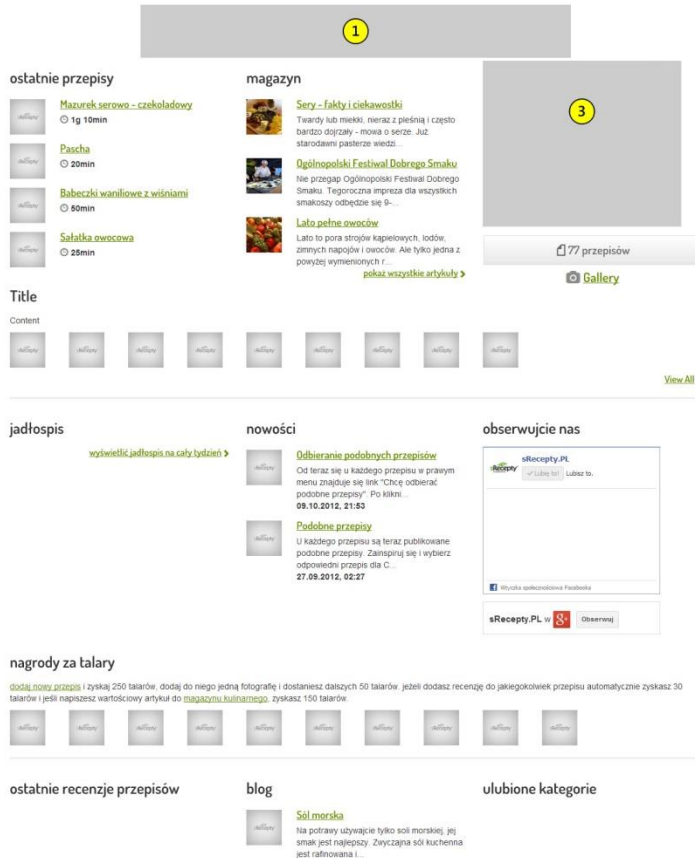 1
ostatnie przepisy
Mazurek serowo - czekoladowy
1g 10min
Pascha
20min
Babeczki waniliowe z wiśniami
50min
Sałatka owocowa
25min
magazyn
Sery - fakty i ciekawostki
Twardy lub miekki, nieraz z pleśnią i często
bardzo dojrzały - mowa o serze. Już
starodawni pasterze wiedzi...
Ogólnopolski Festiwal Dobrego Smaku
Nie przegap Ogólnopolski Festiwal Dobrego
Smaku. Tegoroczna impreza dla wszystkich
smakoszy odbędzie się 9-...
Lato pełne owoców
Lato to pora strojów kąpielowych, lodów,
zimnych napojów i owoców. Ale tylko jedna z
powyżej wymienionych r...
pokaż wszystkie artykuły
3
77 przepisów
Gallery
Title
Content
View All
jadłospis
wyświetlić jadłospis na cały tydzień
nowości
Odbieranie podobnych przepisów
Od teraz się u każdego przepisu w prawym
menu znajduje się link "Chcę odbierać
podobne przepisy". Po klikni...
09.10.2012, 21:53
Podobne przepisy
U każdego przepisu są teraz publikowane
podobne przepisy. Zainspiruj się i wybierz
odpowiedni przepis dla C...
27.09.2012, 02:27
obserwujcie nas
sRecepty
sRecepty.PL
Lubię to! Lubisz to.
Wtyczka społecznościowa Facebooka
sRecepty.PL w g+ Obserwuj
nagrody za talary
dodaj nowy przepis i zyskaj 250 talarów, dodaj do niego jedną fotografię i dostaniesz dalszych 50 talarów. jeżeli dodasz recenzję do jakiegokolwiek przepisu automatycznie zyskasz 30
talarów i jeśli napiszesz wartościowy artykuł do magazynu kulinarnego, zyskasz 150 talarów.
ostatnie recenzje przepisów
blog
Sól morska
Na potrawy używajcie tylko soli morskiej, jej
smak jest najlepszy. Zwyczajna sól kuchenna
jest rafinowana i...
ulubione kategorie